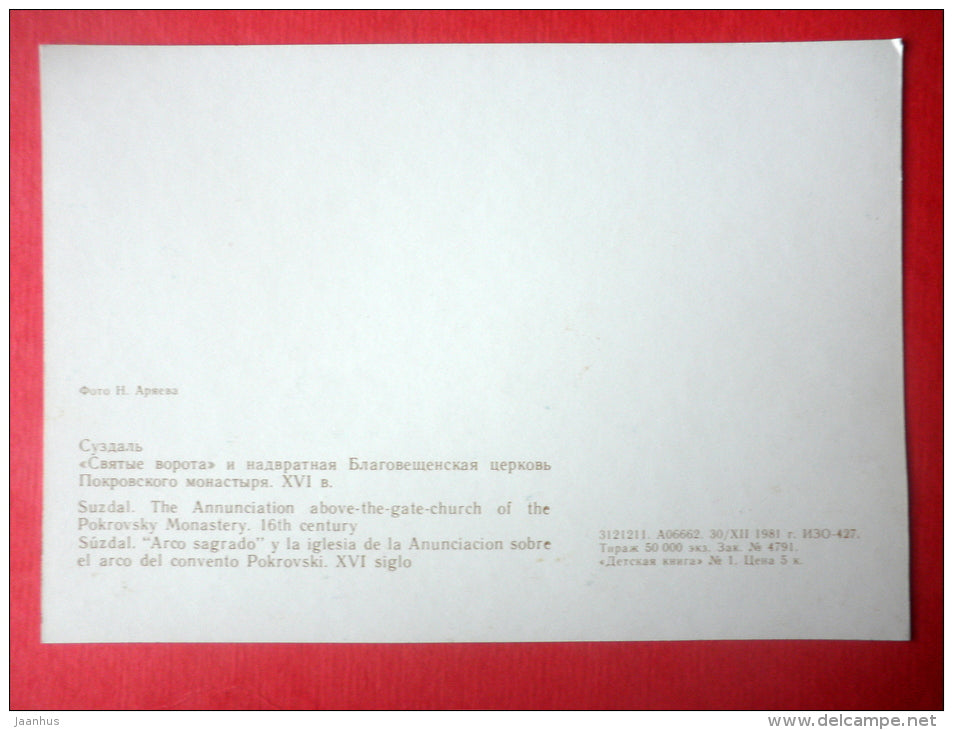 Фото Н. Аряева
Суздаль
«Святые ворота» и надвратная Благовещенская церковь
Покровского монастыря. XVI в.
Suzdal. The Annunciation above-the-gate-church of the
Pokrovsky Monastery. 16th century
Súzdal. “Arco sagrado” y la iglesia de la Anunciacion sobre
el arco del convento Pokrovski. XVI siglo
3121211. А06662. 30/XII 1981 г. ИЗО-427.
Тираж 50 000 экз. Зак. № 4791.
«Детская книга» № 1. Цена 5 к.
jaanhus
www.delcampe.net